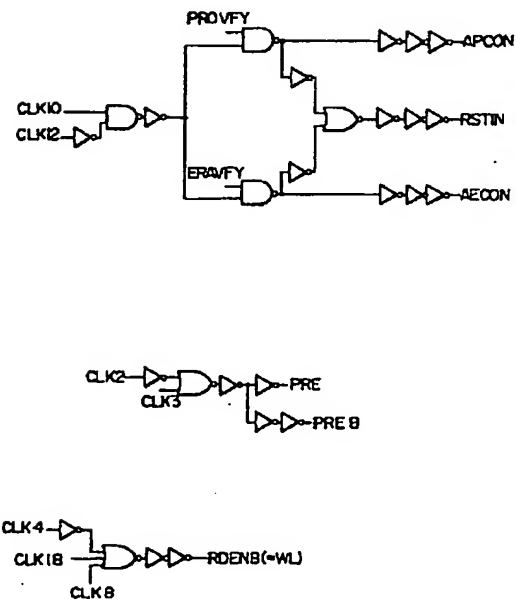 PROVFY
APCON
CLK10
CLK12
RSTIN
ERAVFY
AECON
CLK2
PRE
CLK3
PRE B
CLK4
CLK18
RDENB(=WL)
CLK8